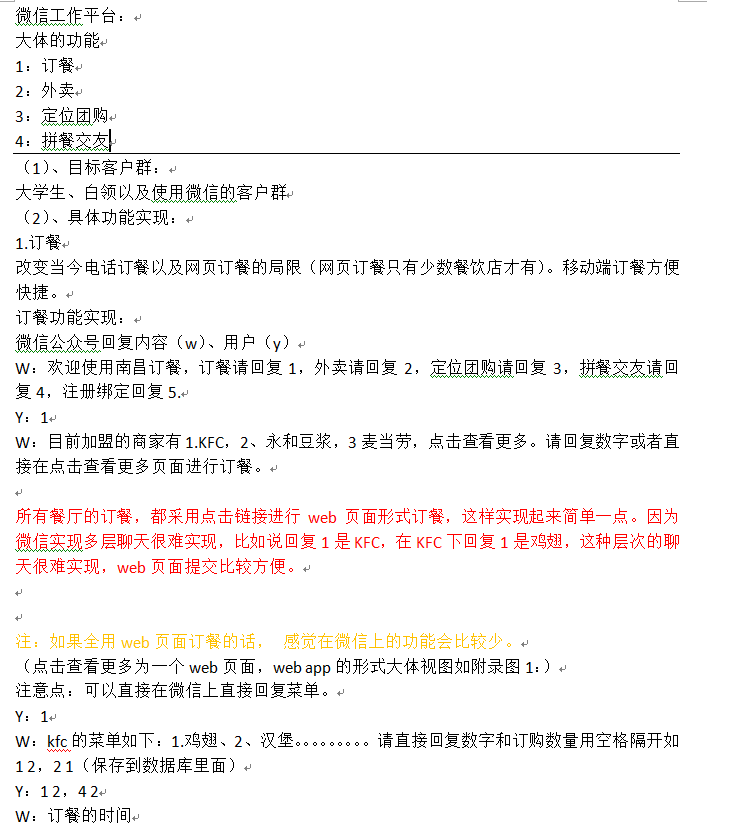 微信工作平台：
大体的功能
1：订餐
2：外卖
3：定位团购
4：拼餐交友
（1）、目标客户群：
大学生、白领以及使用微信的客户群
（2）、具体功能实现：
1.订餐
改变当今电话订餐以及网页订餐的局限（网页订餐只有少数餐饮店才有）。移动端订餐方便
快捷。
订餐功能实现：
微信公众号回复内容（w）、用户（y）
W：欢迎使用南昌订餐，订餐请回复 1，外卖请回复 2，定位团购请回复 3，拼餐交友请回
复 4，注册绑定回复 5.
Y：1
W：目前加盟的商家有 1.KFC，2、永和豆浆，3 麦当劳，点击查看更多。请回复数字或者直
接在点击查看更多页面进行订餐。
所有餐厅的订餐，都采用点击链接进行 web 页面形式订餐，这样实现起来简单一点。因为
微信实现多层聊天很难实现，比如说回复 1 是 KFC，在 KFC 下回复 1 是鸡翅，这种层次的聊
天很难实现，web 页面提交比较方便。
注：如果全用 web 页面订餐的话， 感觉在微信上的功能会比较少。
（点击查看更多为一个 web 页面，web app 的形式大体视图如附录图 1：）
注意点：可以直接在微信上直接回复菜单。
Y：1
W：kfc 的菜单如下：1.鸡翅、2、汉堡。。。。。。。。。请直接回复数字和订购数量用空格隔开如
1 2，2 1（保存到数据库里面）
Y：1 2，4 2
W：订餐的时间